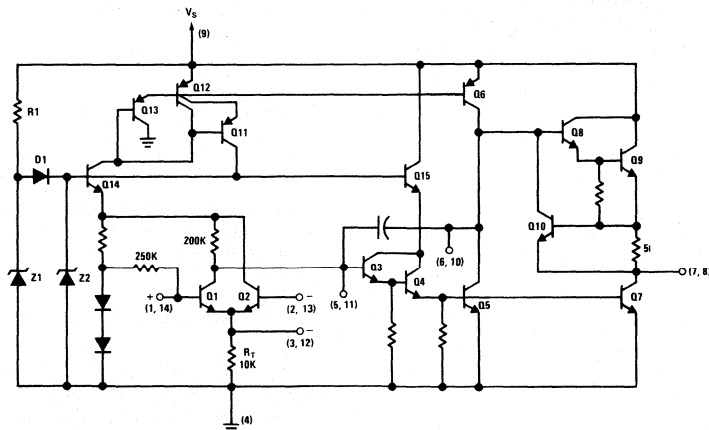 VS
(9)
R1
Q12
Q13
Q11
Q6
Q8
Q9
D1
Q14
Q15
Q10
200K
250K
(6, 10)
5
Z1
Z2
+
(1, 14)
Q1
Q2
−
(2, 13)
(5, 11)
Q3
Q4
Q5
Q7
(7, 8)
−
(3, 12)
RT
10K
(4)